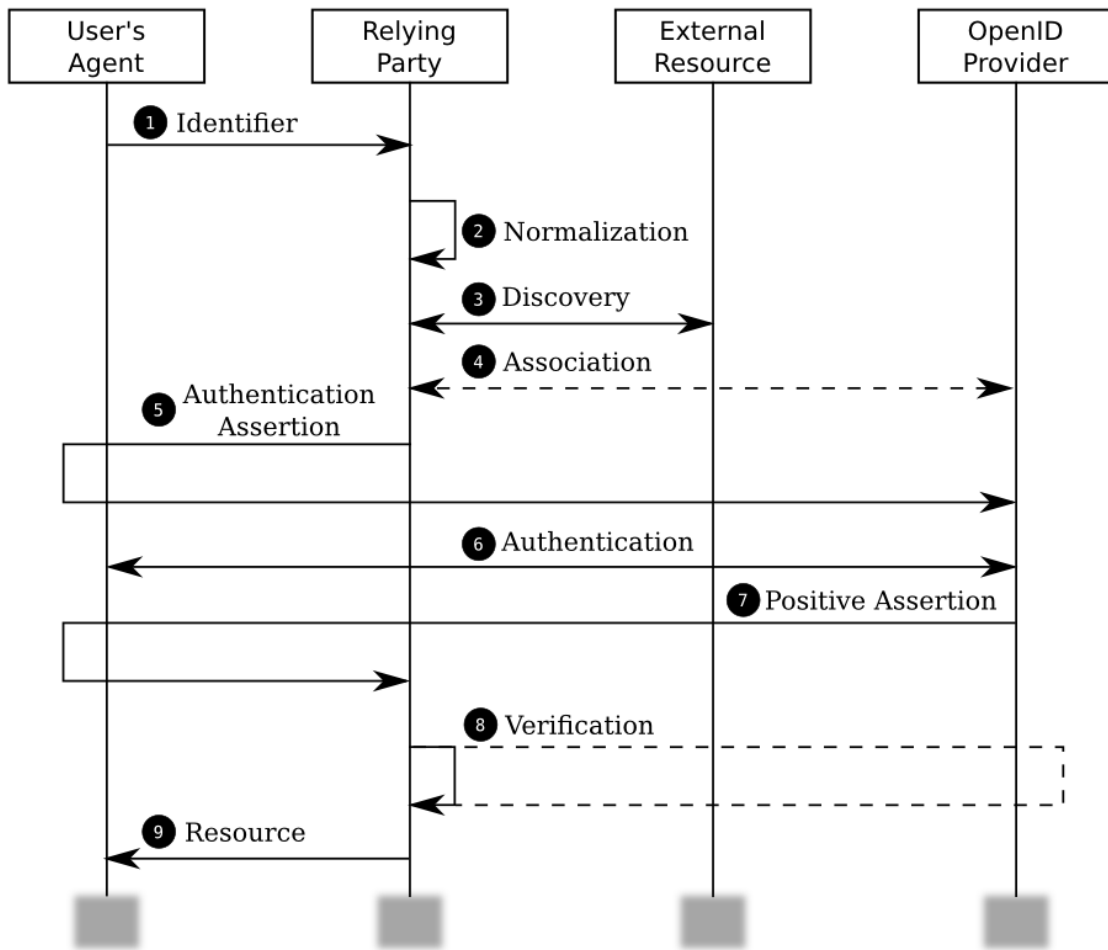 User's
Agent
Relying
Party
External
Resource
OpenID
Provider
1 Identifier
2 Normalization
3 Discovery
4 Association
5 Authentication
Assertion
6 Authentication
7 Positive Assertion
8 Verification
9 Resource